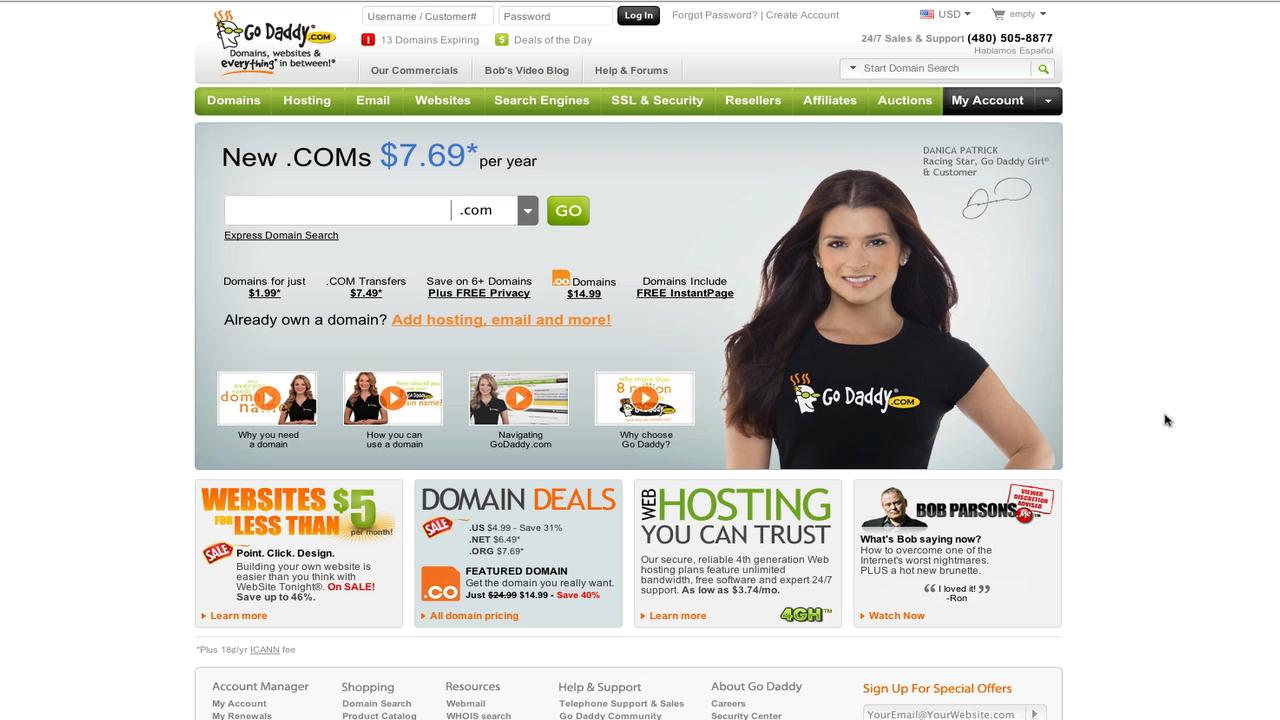 Username / Customer#
Password
Log In
Forgot Password? | Create Account
USD
empty
Go Daddy®.COM
Domains, websites &
everything* in between!®
! 13 Domains Expiring
$ Deals of the Day
24/7 Sales & Support (480) 505-8877
Hablamos Español
Our Commercials
Bob's Video Blog
Help & Forums
Start Domain Search
Domains
Hosting
Email
Websites
Search Engines
SSL & Security
Resellers
Affiliates
Auctions
My Account
New .COMs $7.69* per year
.com
GO
Express Domain Search
DANICA PATRICK
Racing Star, Go Daddy Girl®
& Customer
Domains for just
$1.99*
.COM Transfers
$7.49*
Save on 6+ Domains
Plus FREE Privacy
.co Domains
$14.99
Domains Include
FREE InstantPage
Already own a domain? Add hosting, email and more!
Go Daddy®.COM
why more than
8 million
Why you need
a domain
How you can
use a domain
Navigating
GoDaddy.com
Why choose
Go Daddy?
WEBSITES
FOR LESS THAN
$5
per month!
SALE
Point. Click. Design.
Building your own website is
easier than you think with
WebSite Tonight®. On SALE!
Save up to 46%.
Learn more
DOMAIN DEALS
SALE
.US $4.99 - Save 31%
.NET $6.49*
.ORG $7.69*
.CO
FEATURED DOMAIN
Get the domain you really want.
Just $24.99 $14.99 - Save 40%
All domain pricing
WEB HOSTING
YOU CAN TRUST
Our secure, reliable 4th generation Web
hosting plans feature unlimited
bandwidth, free software and expert 24/7
support. As low as $3.74/mo.
Learn more
4GH™
BOB PARSONS
VIEWER
DISCRETION
ADVISED
What's Bob saying now?
How to overcome one of the
Internet's worst nightmares.
PLUS a hot new brunette.
“ I loved it! ”
-Ron
Watch Now
*Plus 18¢/yr ICANN fee
Account Manager
My Account
My Renewals
Shopping
Domain Search
Product Catalog
Resources
Webmail
WHOIS search
Help & Support
Telephone Support & Sales
Go Daddy Community
About Go Daddy
Careers
Security Center
Sign Up For Special Offers
YourEmail@YourWebsite.com